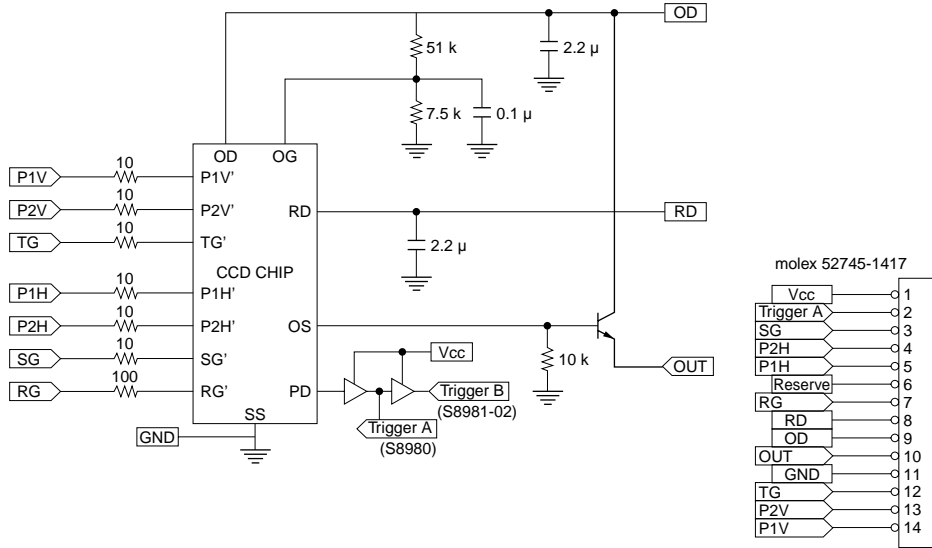 OD
51 k
2.2 μ
7.5 k
0.1 μ
OD OG
P1V 10 P1V’
P2V 10 P2V’ RD RD
TG 10 TG’
2.2 μ
CCD CHIP
P1H 10 P1H’
P2H 10 P2H’ OS
SG 10 SG’
RG 100 RG’ PD
SS
GND
Vcc
10 k
OUT
Trigger B
(S8981-02)
Trigger A
(S8980)
molex 52745-1417
Vcc 1
Trigger A 2
SG 3
P2H 4
P1H 5
Reserve 6
RG 7
RD 8
OD 9
OUT 10
GND 11
TG 12
P2V 13
P1V 14